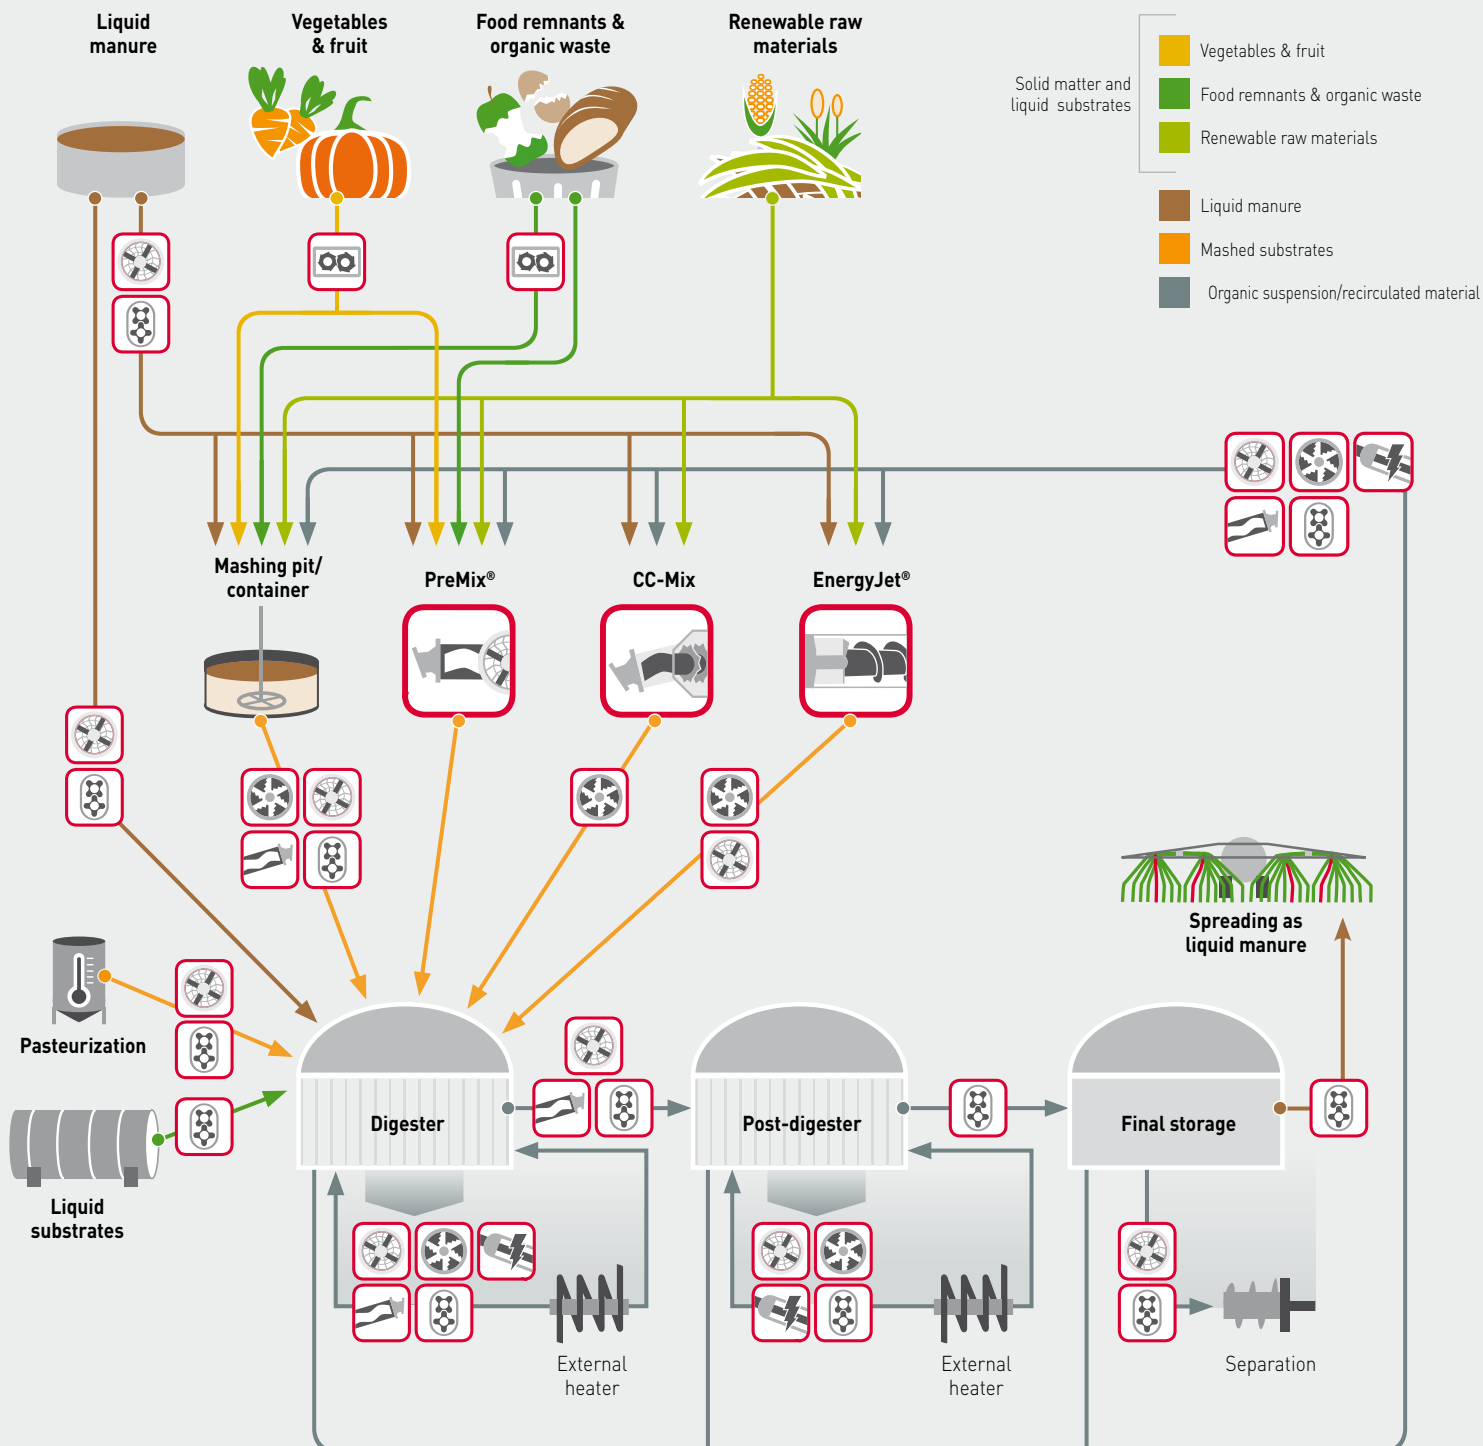 Liquid
manure
Vegetables
& fruit
Food remnants &
organic waste
Renewable raw
materials
Solid matter and
liquid substrates
Vegetables & fruit
Food remnants & organic waste
Renewable raw materials
Liquid manure
Mashed substrates
Organic suspension/recirculated material
Mashing pit/
container
PreMix®
CC-Mix
EnergyJet®
Spreading as
liquid manure
Pasteurization
Liquid
substrates
Digester
Post-digester
Final storage
External
heater
External
heater
Separation